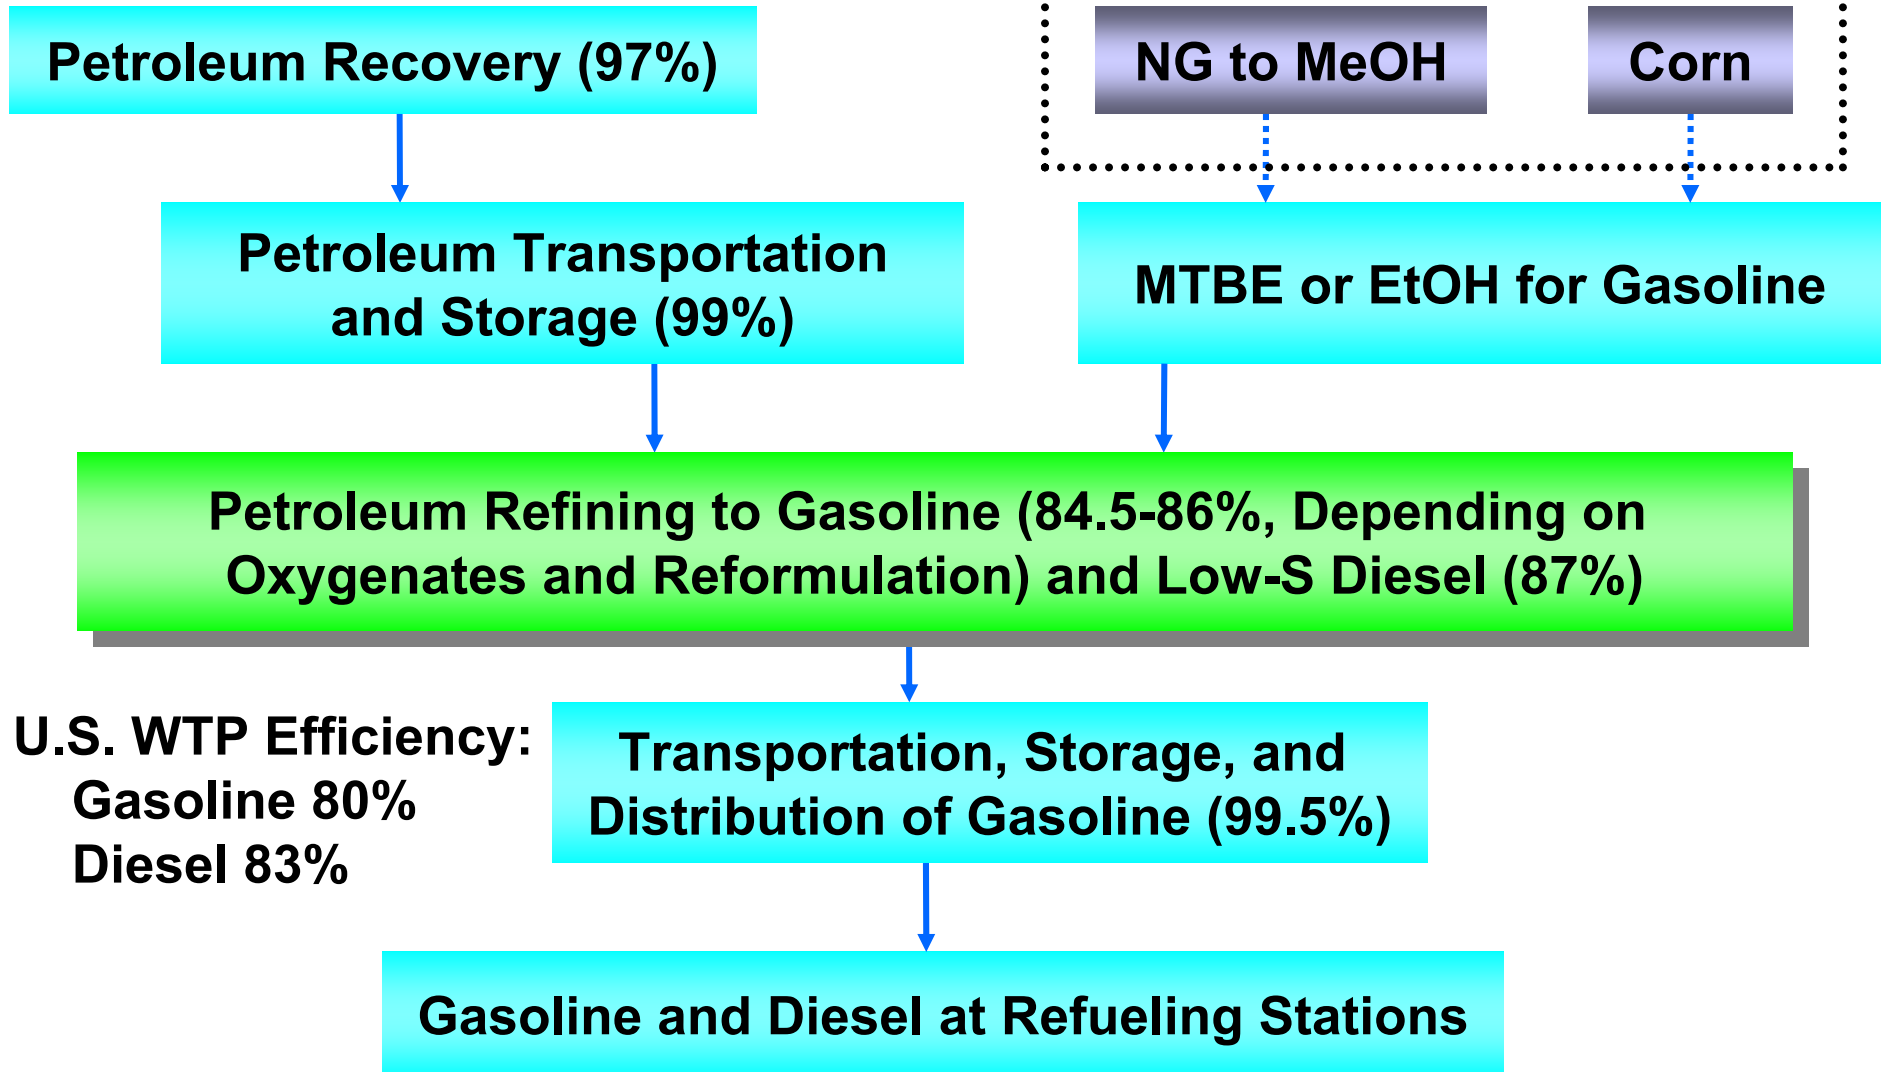 Petroleum Recovery (97%)
NG to MeOH
Corn
Petroleum Transportation
and Storage (99%)
MTBE or EtOH for Gasoline
Petroleum Refining to Gasoline (84.5-86%, Depending on
Oxygenates and Reformulation) and Low-S Diesel (87%)
U.S. WTP Efficiency:
Gasoline 80%
Diesel 83%
Transportation, Storage, and
Distribution of Gasoline (99.5%)
Gasoline and Diesel at Refueling Stations